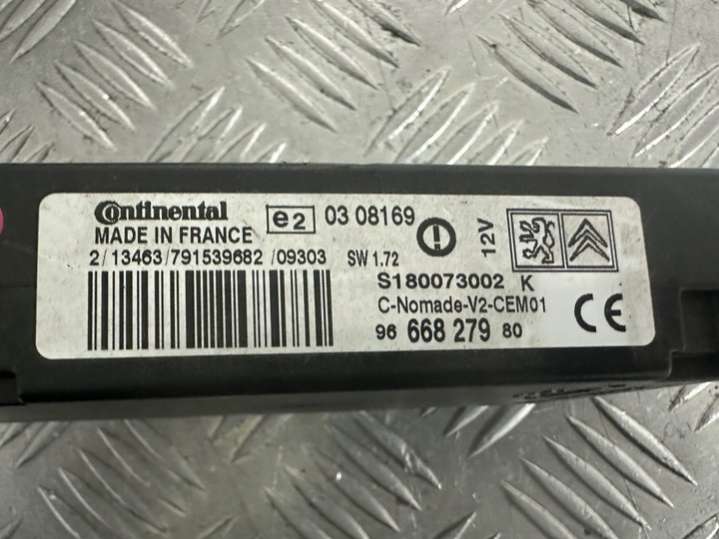 Continental
MADE IN FRANCE
e2 03 08169
12V
2/13463/791539682 /09303 SW 1.72
S180073002 K
C-Nomade-V2-CEM01
96 668 279 80
CE